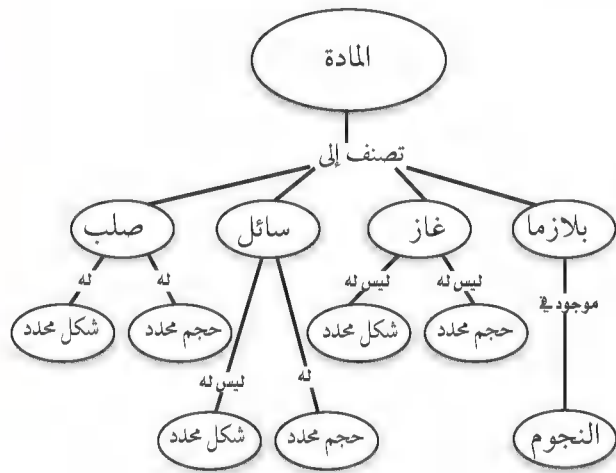 المادة
تصنف إلى
بلازما
غاز
سائل
صلب
موجود في
ليس له
ليس له
له
له
حجم محدد
شكل محدد
حجم محدد
شكل محدد
له
ليس له
النجوم
حجم محدد
شكل محدد